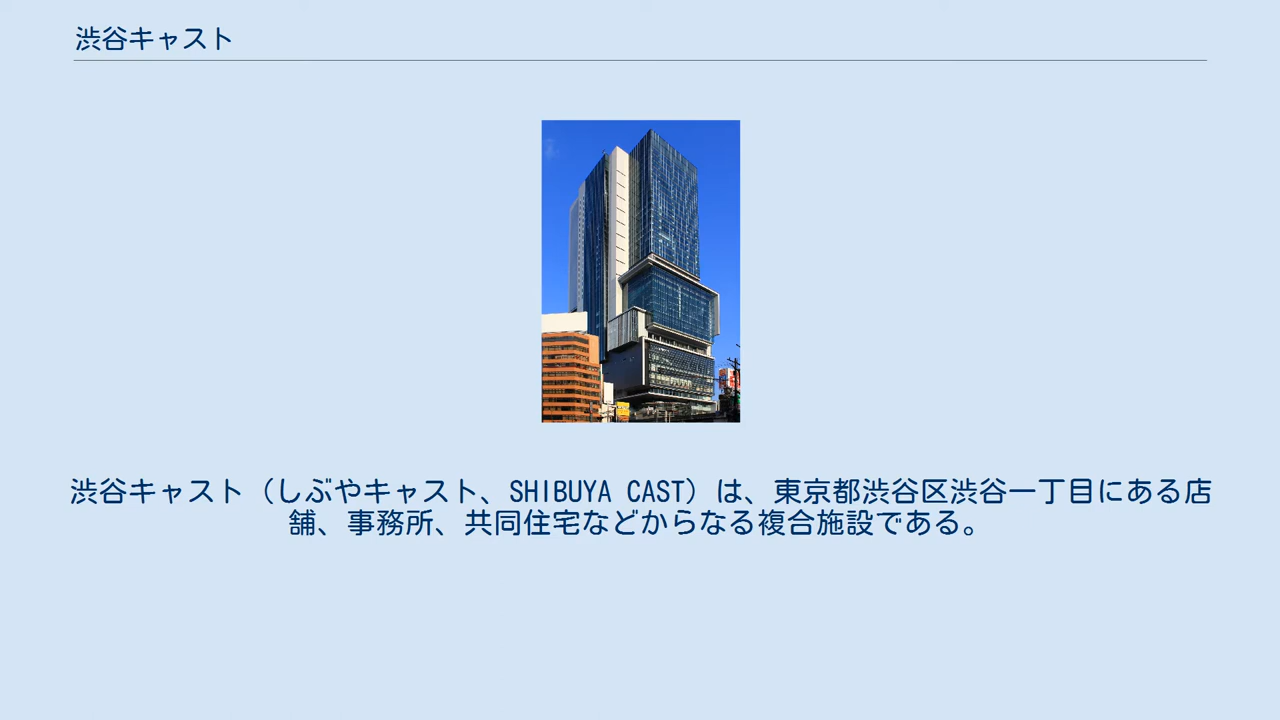 渋谷キャスト
渋谷キャスト（しぶやキャスト、SHIBUYA CAST）は、東京都渋谷区渋谷一丁目にある店
舗、事務所、共同住宅などからなる複合施設である。